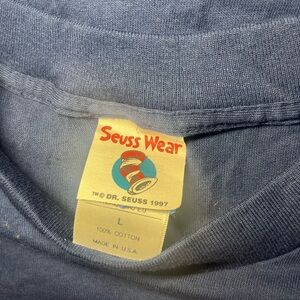 Seuss Wear
™© DR. SEUSS 1997
L
100% COTTON
MADE IN U.S.A.